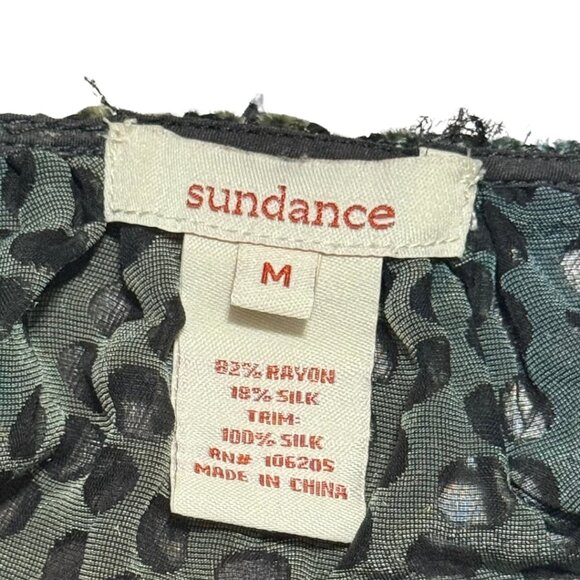 sundance
M
82% RAYON
18% SILK
TRIM:
100% SILK
RN# 106205
MADE IN CHINA